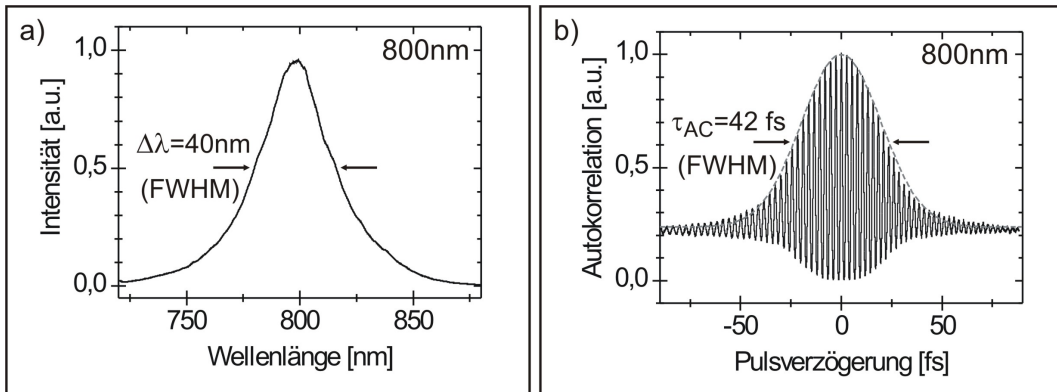 a)
800nm
1,0
0,5
0,0
Intensität [a.u.]
Δλ=40nm
(FWHM)
750
800
850
Wellenlänge [nm]
b)
800nm
1,0
0,5
0,0
Autokorrelation [a.u.]
τAC=42 fs
(FWHM)
-50
0
50
Pulsverzögerung [fs]